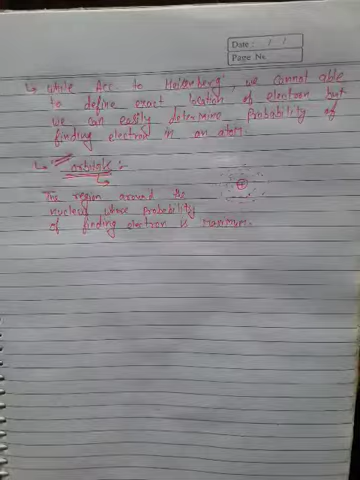 Date : / /
Page No.
↳ while Acc to Heisenberg, we cannot able
to define exact location of electron but
we can easily determine probability of
finding electron in an atom.
↳ orbitals :-
The region around the
nucleus whose probability
of finding electron is maximum.